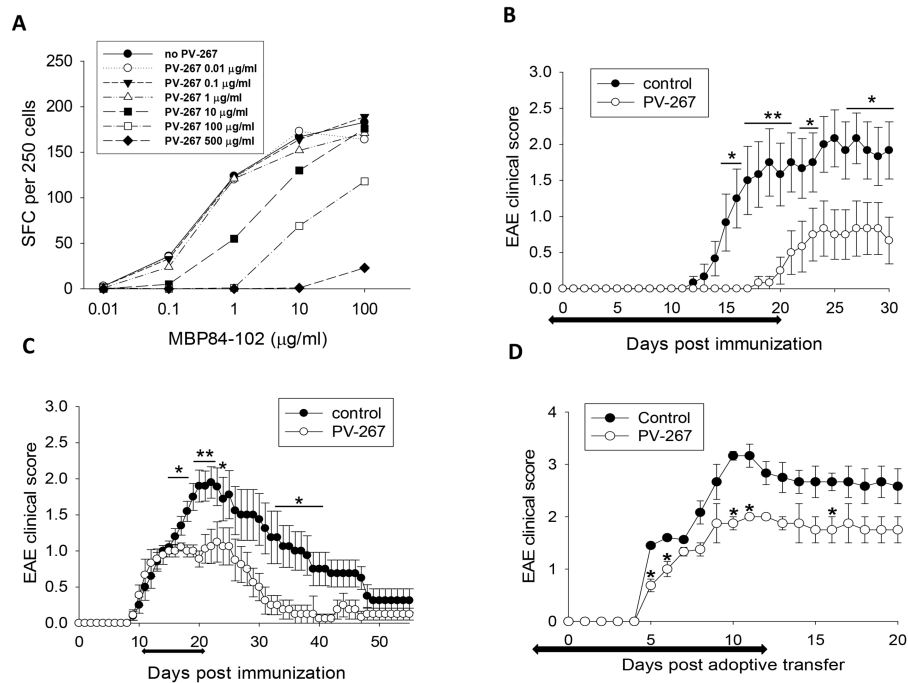 A
no PV-267
PV-267 0.01 µg/ml
PV-267 0.1 µg/ml
PV-267 1 µg/ml
PV-267 10 µg/ml
PV-267 100 µg/ml
PV-267 500 µg/ml
SFC per 250 cells
250
200
150
100
50
0
0.01 0.1 1 10 100
MBP84-102 (µg/ml)
B
control
PV-267
EAE clinical score
3.0
2.5
2.0
1.5
1.0
0.5
0.0
* ** * *
0 5 10 15 20 25 30
Days post immunization
C
control
PV-267
EAE clinical score
3.0
2.5
2.0
1.5
1.0
0.5
0.0
* ** * *
0 10 20 30 40 50
Days post immunization
D
Control
PV-267
EAE clinical score
4
3
2
1
0
* * * * *
0 5 10 15 20
Days post adoptive transfer